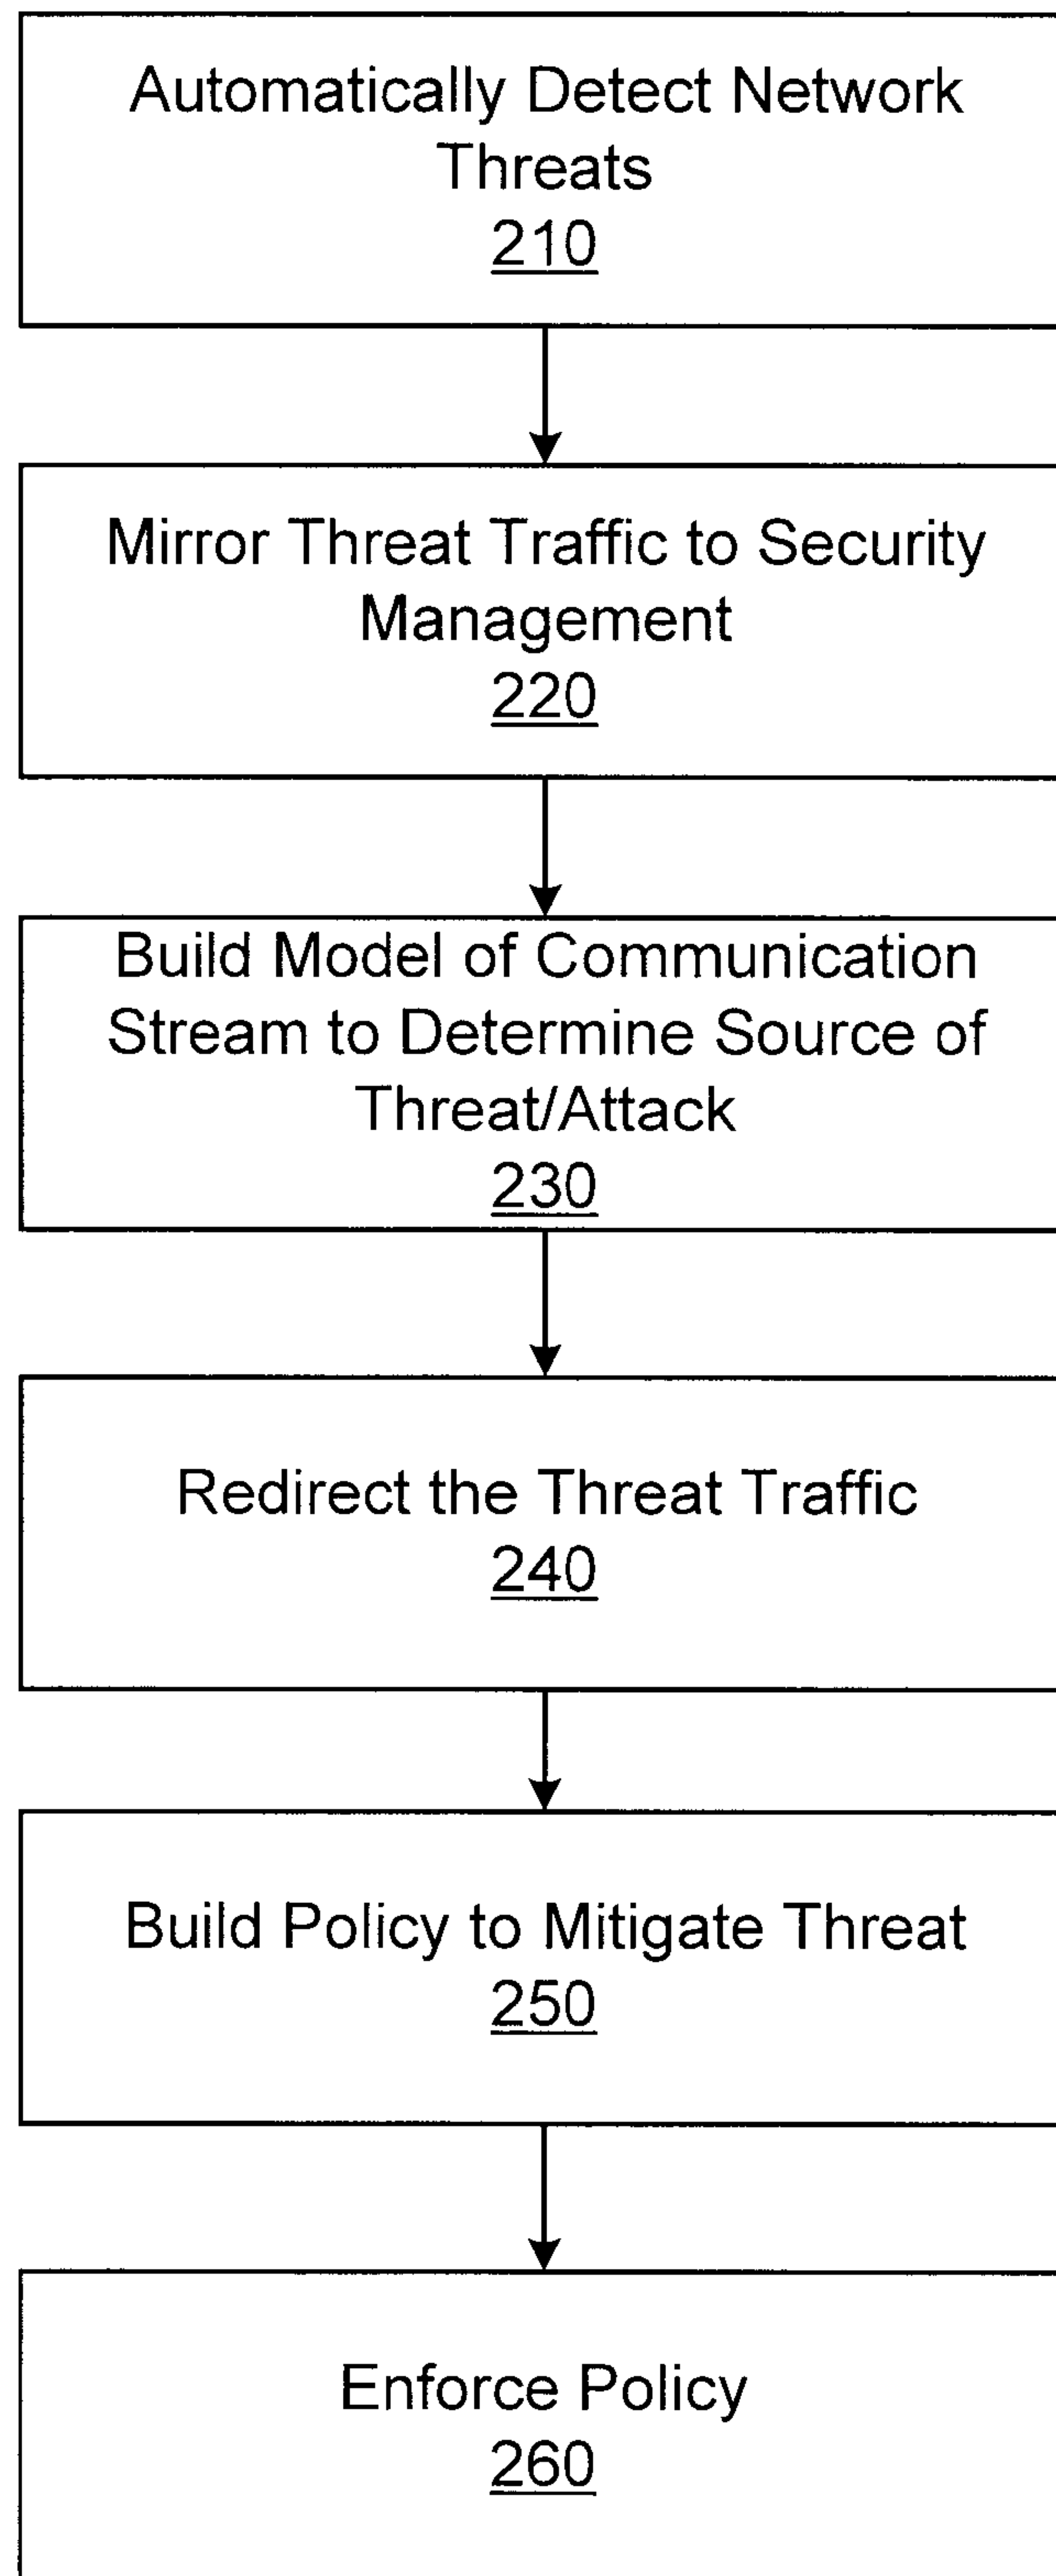 Automatically Detect Network
Threats
210
Mirror Threat Traffic to Security
Management
220
Build Model of Communication
Stream to Determine Source of
Threat/Attack
230
Redirect the Threat Traffic
240
Build Policy to Mitigate Threat
250
Enforce Policy
260